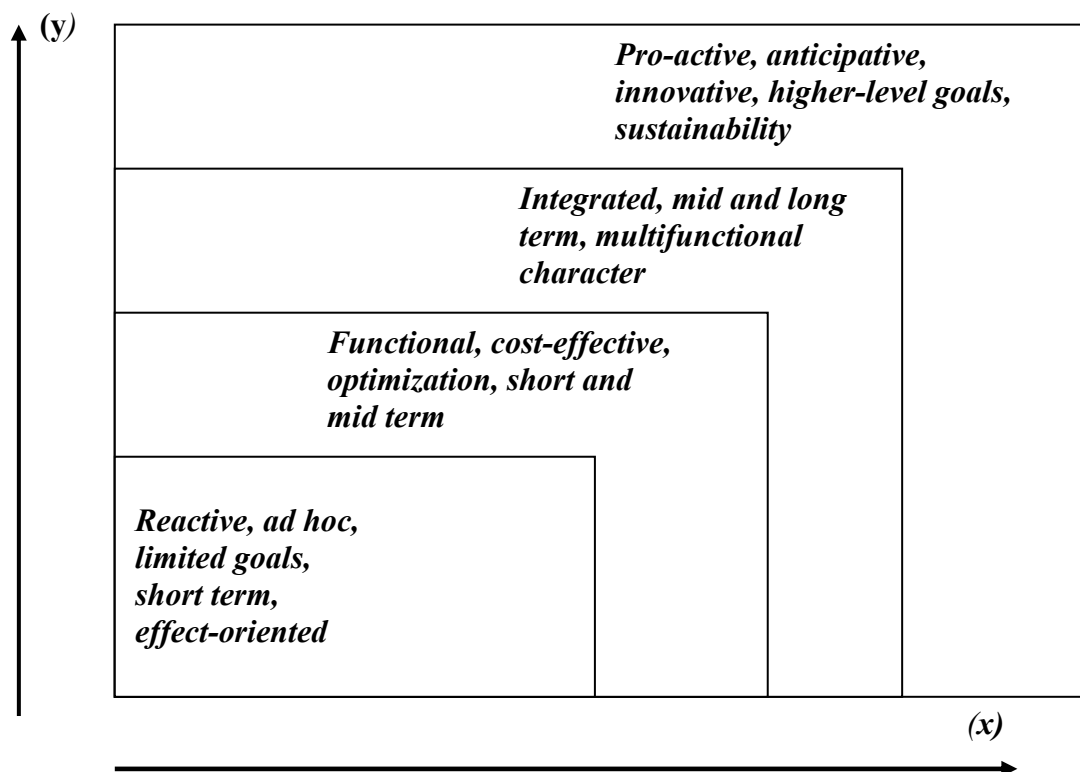 (y)
Pro-active, anticipative,
innovative, higher-level goals,
sustainability
Integrated, mid and long
term, multifunctional
character
Functional, cost-effective,
optimization, short and
mid term
Reactive, ad hoc,
limited goals,
short term,
effect-oriented
(x)